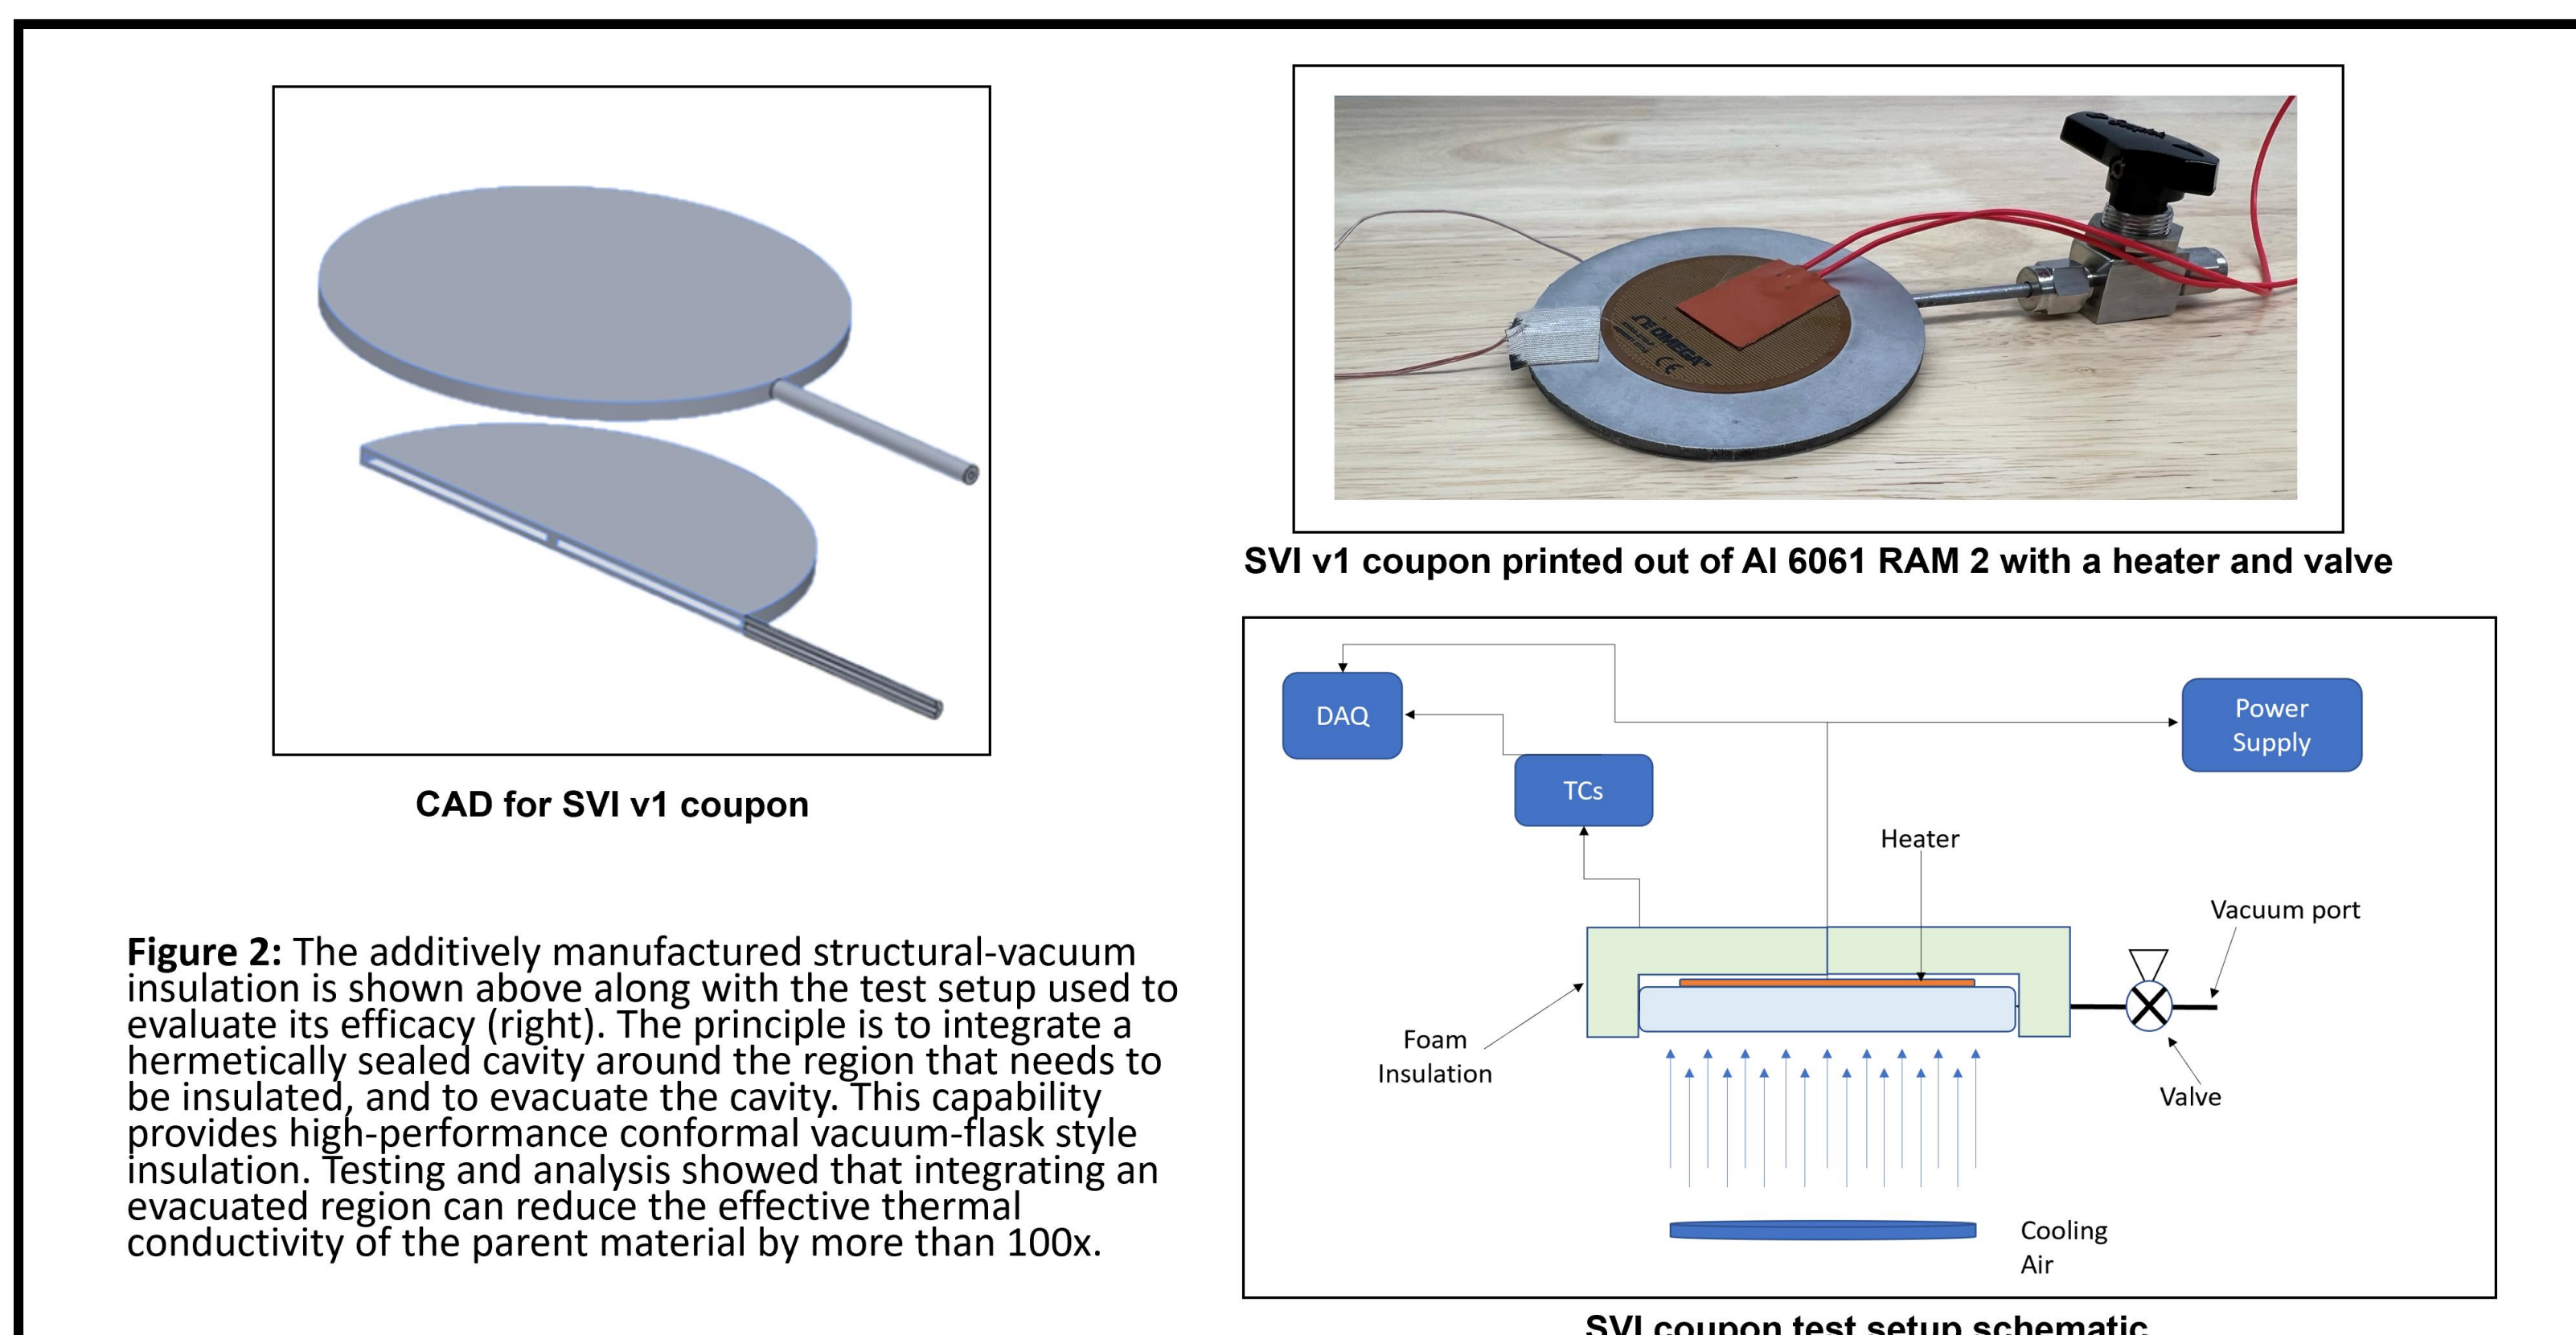 CAD for SVI v1 coupon
Figure 2: The additively manufactured structural-vacuum
insulation is shown above along with the test setup used to
evaluate its efficacy (right). The principle is to integrate a
hermetically sealed cavity around the region that needs to
be insulated, and to evacuate the cavity. This capability
provides high-performance conformal vacuum-flask style
insulation. Testing and analysis showed that integrating an
evacuated region can reduce the effective thermal
conductivity of the parent material by more than 100x.
OMEGA
CE
SVI v1 coupon printed out of Al 6061 RAM 2 with a heater and valve
DAQ
Power
Supply
TCs
Heater
Vacuum port
Foam
Insulation
Valve
Cooling
Air
SVI coupon test setup schematic